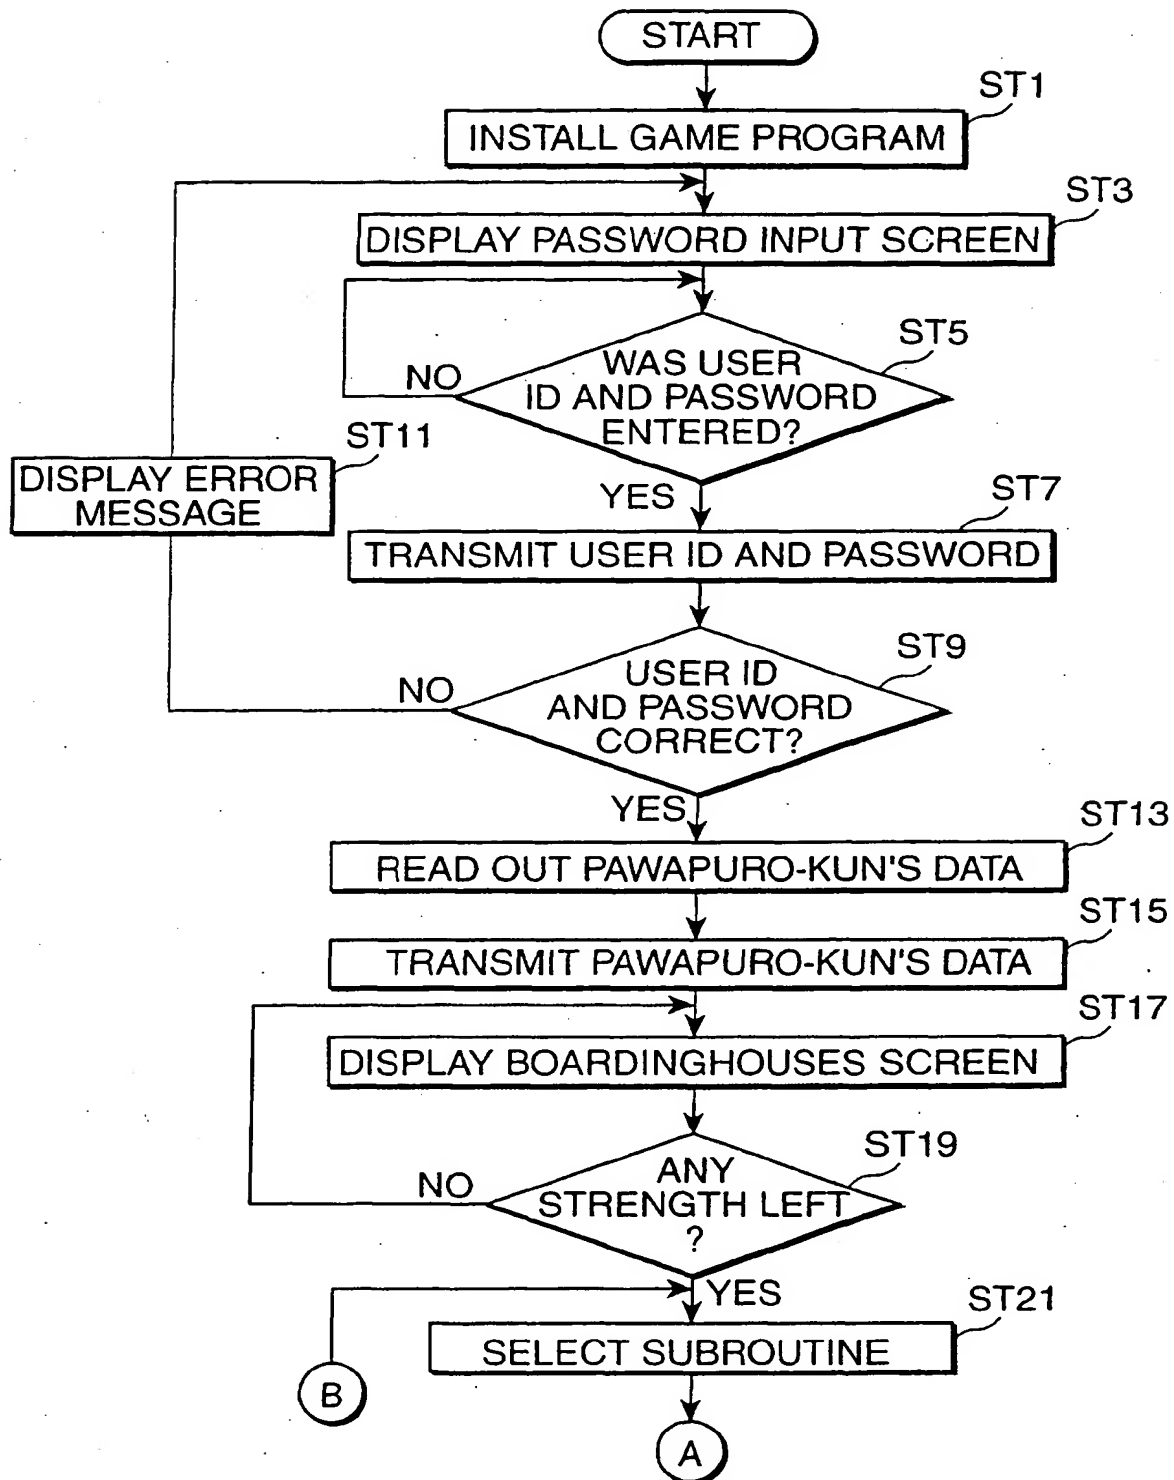 START
ST1
INSTALL GAME PROGRAM
ST3
DISPLAY PASSWORD INPUT SCREEN
ST5
WAS USER
ID AND PASSWORD
ENTERED?
NO
ST11
DISPLAY ERROR
MESSAGE
YES
ST7
TRANSMIT USER ID AND PASSWORD
ST9
USER ID
AND PASSWORD
CORRECT?
NO
YES
ST13
READ OUT PAWAPURO-KUN'S DATA
ST15
TRANSMIT PAWAPURO-KUN'S DATA
ST17
DISPLAY BOARDINGHOUSES SCREEN
ST19
ANY
STRENGTH LEFT
?
NO
YES
ST21
SELECT SUBROUTINE
B
A